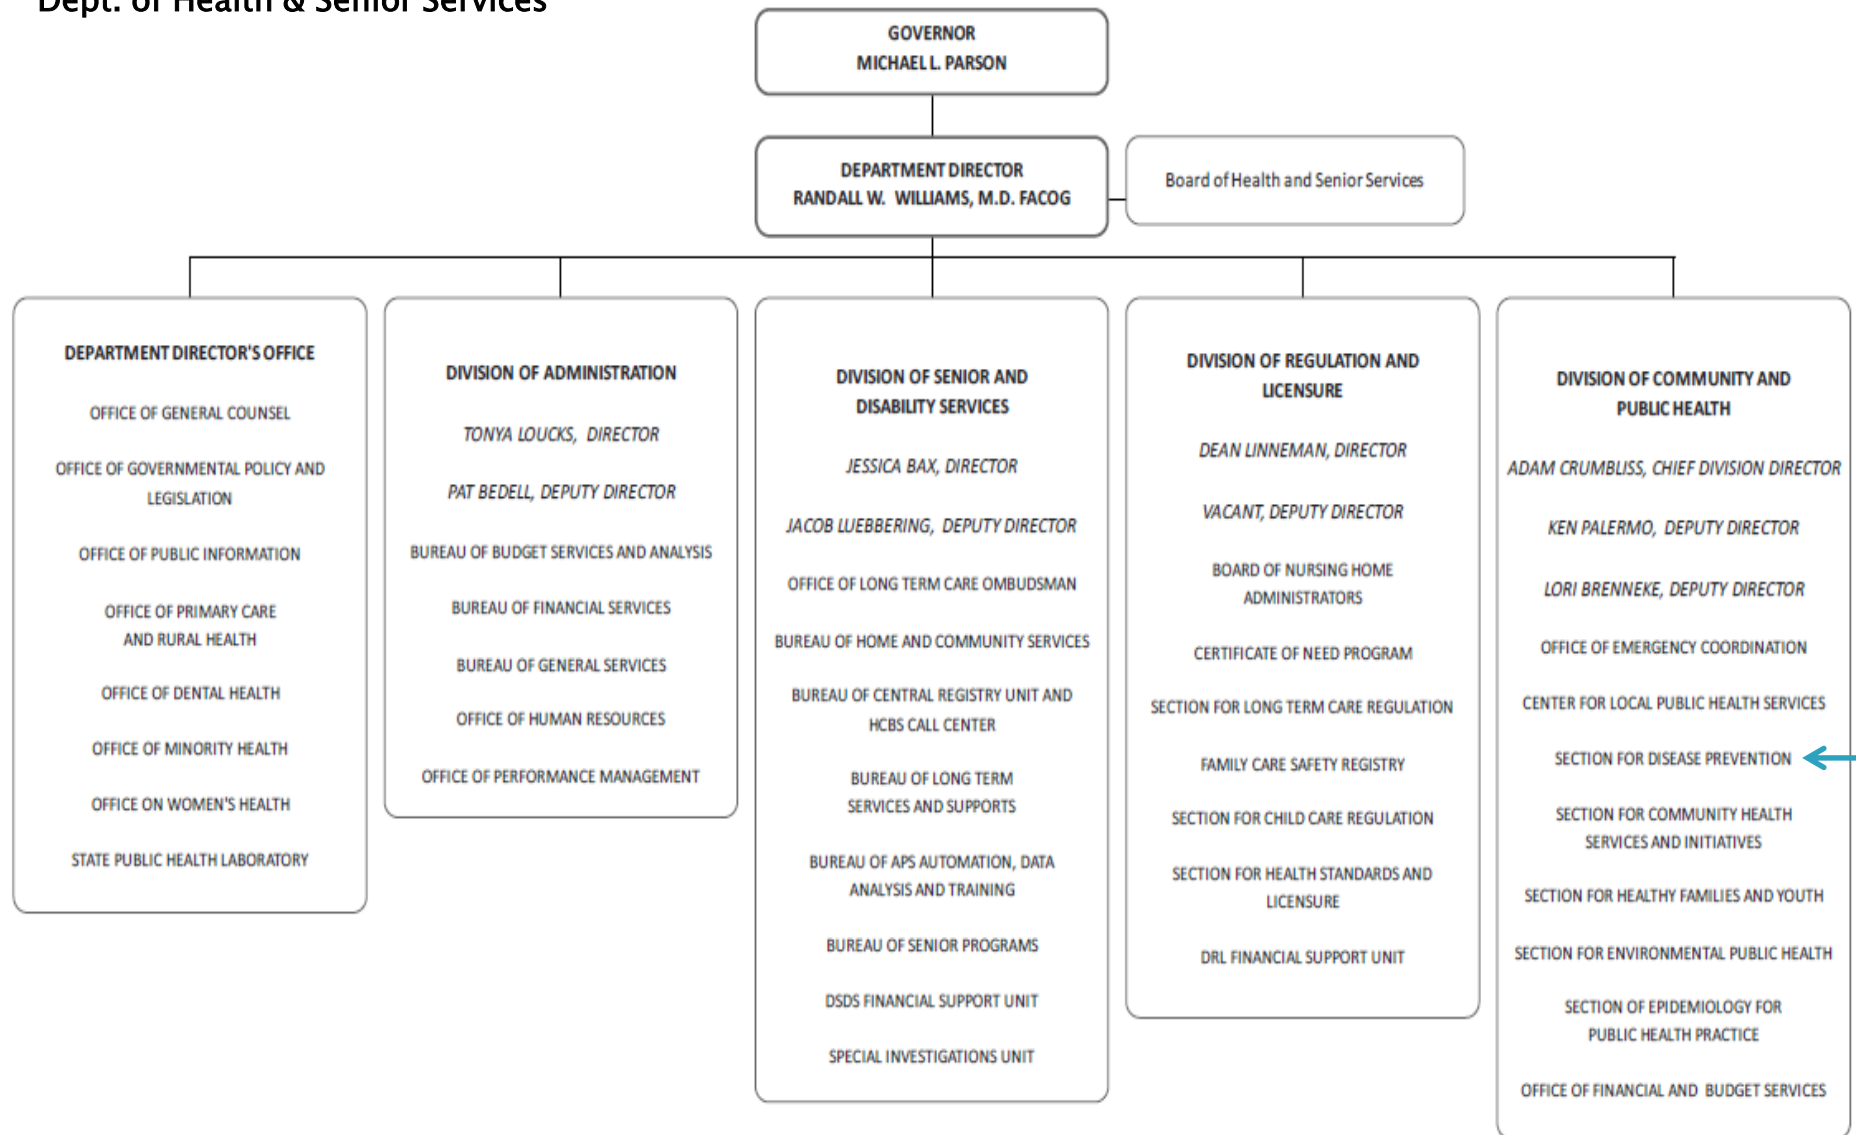 Dept. of Health & Senior Services
GOVERNOR
MICHAEL L. PARSON
DEPARTMENT DIRECTOR
RANDALL W. WILLIAMS, M.D. FACOG
Board of Health and Senior Services
DEPARTMENT DIRECTOR'S OFFICE
OFFICE OF GENERAL COUNSEL
OFFICE OF GOVERNMENTAL POLICY AND
LEGISLATION
OFFICE OF PUBLIC INFORMATION
OFFICE OF PRIMARY CARE
AND RURAL HEALTH
OFFICE OF DENTAL HEALTH
OFFICE OF MINORITY HEALTH
OFFICE ON WOMEN'S HEALTH
STATE PUBLIC HEALTH LABORATORY
DIVISION OF ADMINISTRATION
TONYA LOUCKS, DIRECTOR
PAT BEDELL, DEPUTY DIRECTOR
BUREAU OF BUDGET SERVICES AND ANALYSIS
BUREAU OF FINANCIAL SERVICES
BUREAU OF GENERAL SERVICES
OFFICE OF HUMAN RESOURCES
OFFICE OF PERFORMANCE MANAGEMENT
DIVISION OF SENIOR AND
DISABILITY SERVICES
JESSICA BAX, DIRECTOR
JACOB LUEBBERING, DEPUTY DIRECTOR
OFFICE OF LONG TERM CARE OMBUDSMAN
BUREAU OF HOME AND COMMUNITY SERVICES
BUREAU OF CENTRAL REGISTRY UNIT AND
HCBS CALL CENTER
BUREAU OF LONG TERM
SERVICES AND SUPPORTS
BUREAU OF APS AUTOMATION, DATA
ANALYSIS AND TRAINING
BUREAU OF SENIOR PROGRAMS
DSDS FINANCIAL SUPPORT UNIT
SPECIAL INVESTIGATIONS UNIT
DIVISION OF REGULATION AND
LICENSURE
DEAN LINNEMAN, DIRECTOR
VACANT, DEPUTY DIRECTOR
BOARD OF NURSING HOME
ADMINISTRATORS
CERTIFICATE OF NEED PROGRAM
SECTION FOR LONG TERM CARE REGULATION
FAMILY CARE SAFETY REGISTRY
SECTION FOR CHILD CARE REGULATION
SECTION FOR HEALTH STANDARDS AND
LICENSURE
DRL FINANCIAL SUPPORT UNIT
DIVISION OF COMMUNITY AND
PUBLIC HEALTH
ADAM CRUMBLISS, CHIEF DIVISION DIRECTOR
KEN PALERMO, DEPUTY DIRECTOR
LORI BRENNEKE, DEPUTY DIRECTOR
OFFICE OF EMERGENCY COORDINATION
CENTER FOR LOCAL PUBLIC HEALTH SERVICES
SECTION FOR DISEASE PREVENTION
SECTION FOR COMMUNITY HEALTH
SERVICES AND INITIATIVES
SECTION FOR HEALTHY FAMILIES AND YOUTH
SECTION FOR ENVIRONMENTAL PUBLIC HEALTH
SECTION OF EPIDEMIOLOGY FOR
PUBLIC HEALTH PRACTICE
OFFICE OF FINANCIAL AND BUDGET SERVICES